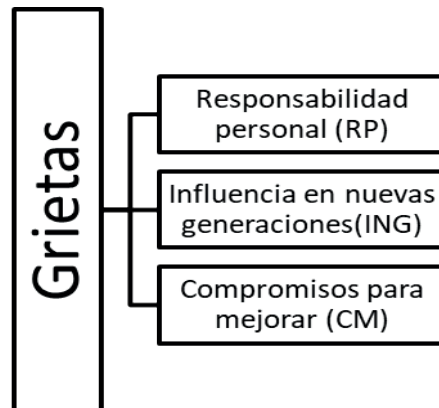 Grietas
Responsabilidad
personal (RP)
Influencia en nuevas
generaciones(ING)
Compromisos para
mejorar (CM)